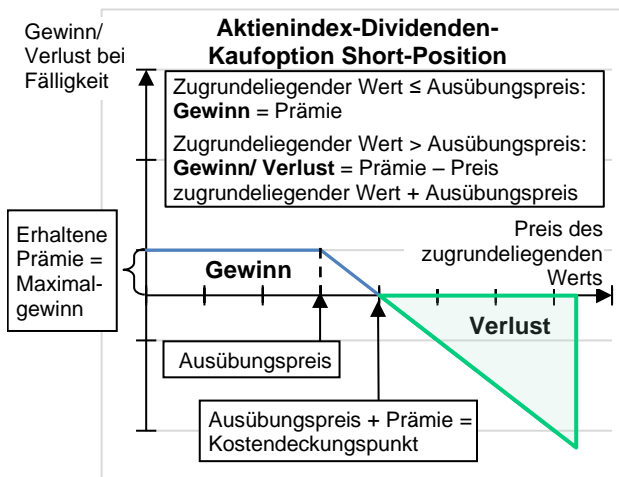 Gewinn/
Verlust bei
Fälligkeit
Aktienindex-Dividenden-
Kaufoption Short-Position
Zugrundeliegender Wert ≤ Ausübungspreis:
Gewinn = Prämie
Zugrundeliegender Wert > Ausübungspreis:
Gewinn/ Verlust = Prämie – Preis
zugrundeliegender Wert + Ausübungspreis
Erhaltene
Prämie =
Maximal-
gewinn
Gewinn
Preis des
zugrundeliegenden
Werts
Verlust
Ausübungspreis
Ausübungspreis + Prämie =
Kostendeckungspunkt